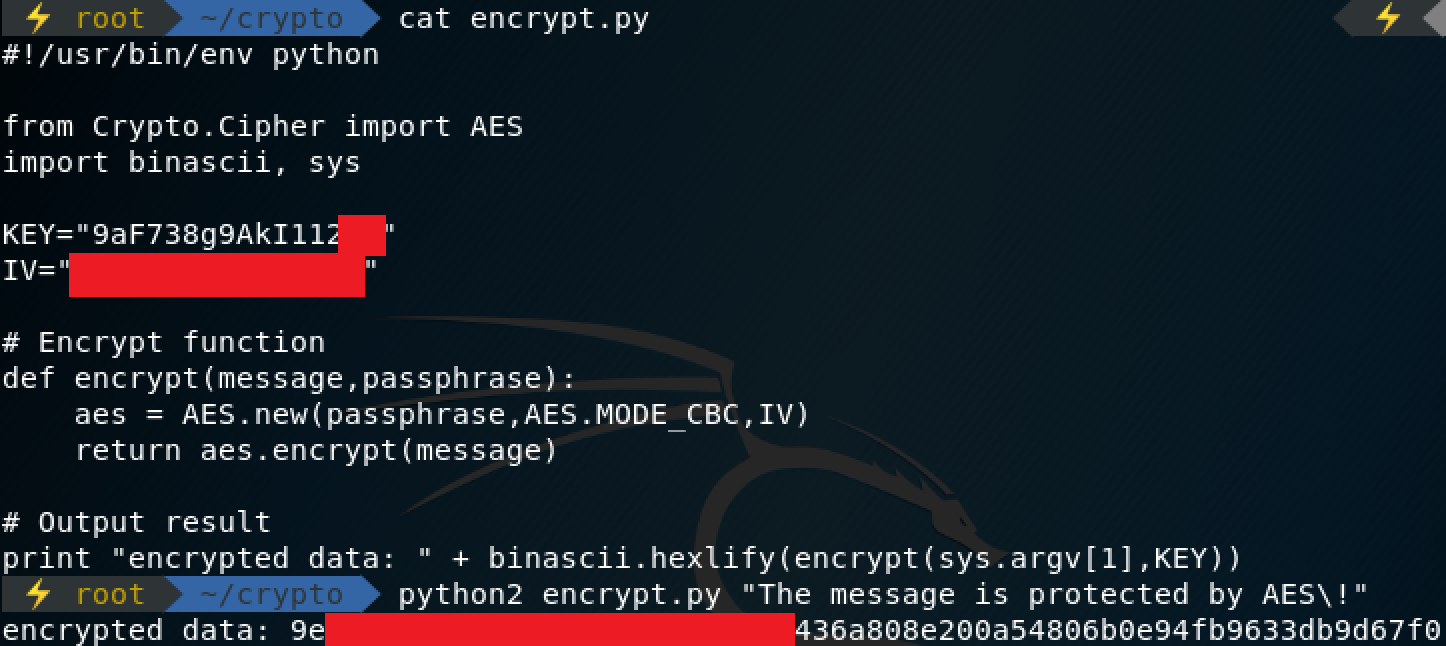 ⚡ root ~/crypto cat encrypt.py ⚡
#!/usr/bin/env python
from Crypto.Cipher import AES
import binascii, sys
KEY="9aF738g9AkI112 "
IV=" "
# Encrypt function
def encrypt(message,passphrase):
    aes = AES.new(passphrase,AES.MODE_CBC,IV)
    return aes.encrypt(message)
# Output result
print "encrypted data: " + binascii.hexlify(encrypt(sys.argv[1],KEY))
⚡ root ~/crypto python2 encrypt.py "The message is protected by AES\!"
encrypted data: 9e 436a808e200a54806b0e94fb9633db9d67f0